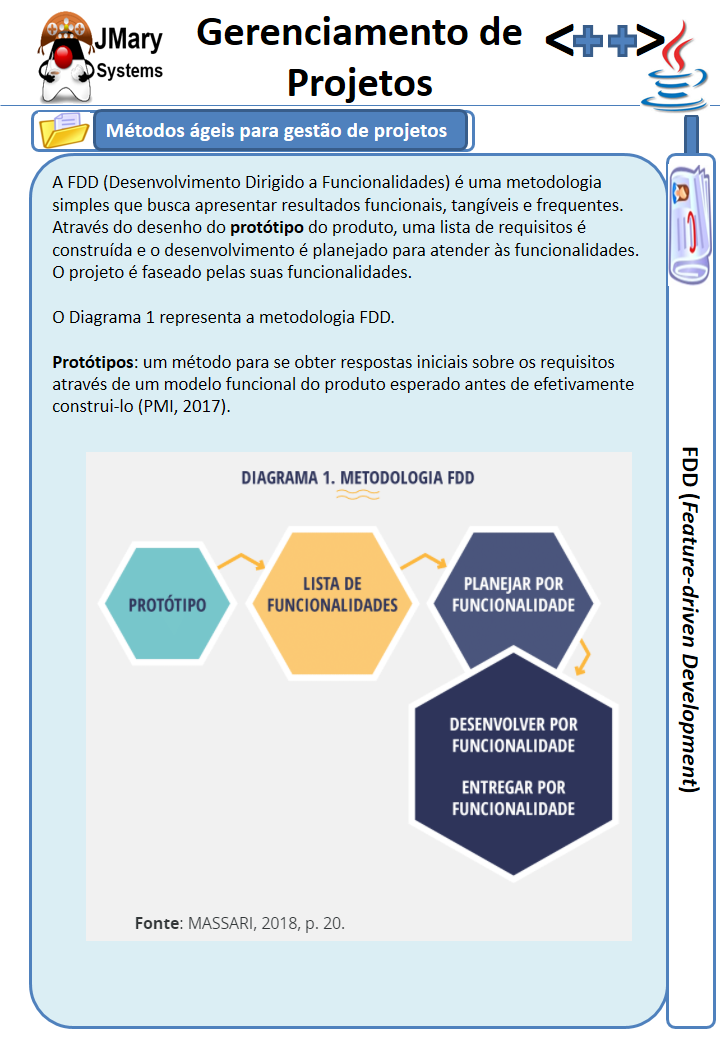 JMary
Systems
Gerenciamento de
Projetos
<++>
Métodos ágeis para gestão de projetos
A FDD (Desenvolvimento Dirigido a Funcionalidades) é uma metodologia
simples que busca apresentar resultados funcionais, tangíveis e frequentes.
Através do desenho do protótipo do produto, uma lista de requisitos é
construída e o desenvolvimento é planejado para atender às funcionalidades.
O projeto é faseado pelas suas funcionalidades.
O Diagrama 1 representa a metodologia FDD.
Protótipos: um método para se obter respostas iniciais sobre os requisitos
através de um modelo funcional do produto esperado antes de efetivamente
construi-lo (PMI, 2017).
DIAGRAMA 1. METODOLOGIA FDD
PROTÓTIPO
LISTA DE
FUNCIONALIDADES
PLANEJAR POR
FUNCIONALIDADE
DESENVOLVER POR
FUNCIONALIDADE
ENTREGAR POR
FUNCIONALIDADE
Fonte: MASSARI, 2018, p. 20.
FDD (Feature-driven Development)